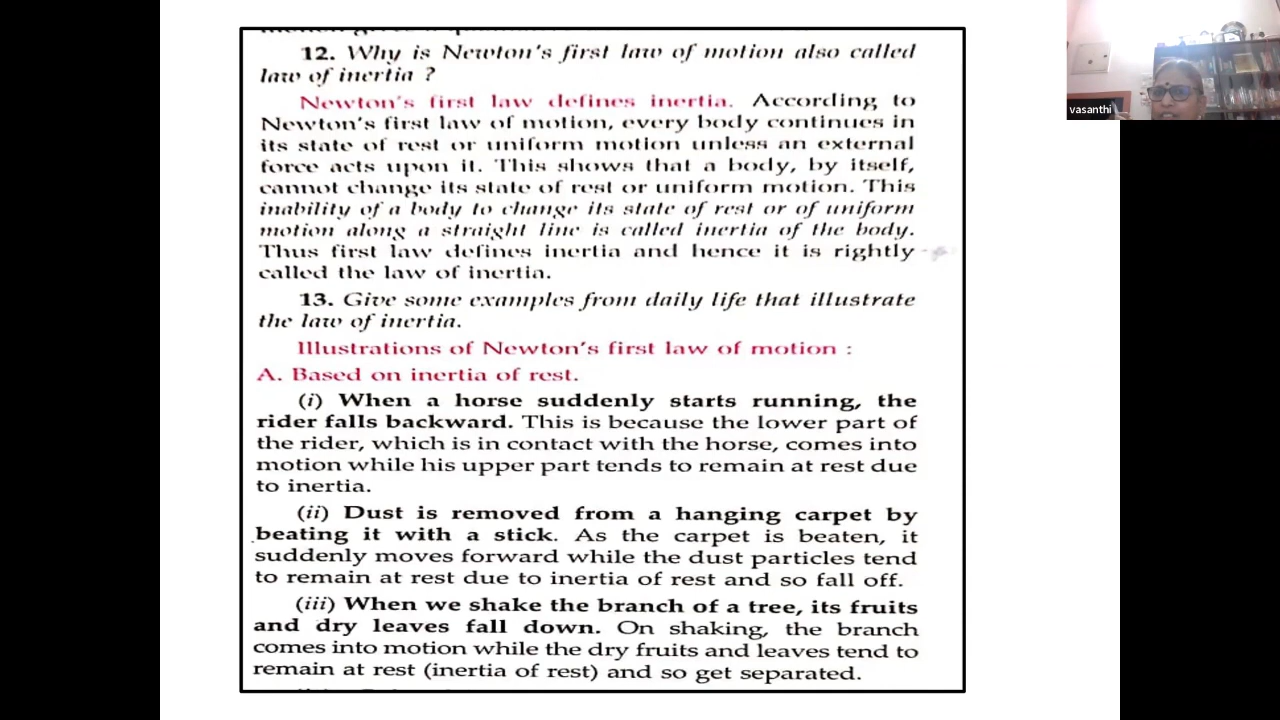 12. Why is Newton's first law of motion also called
law of inertia ?
Newton's first law defines inertia. According to
Newton's first law of motion, every body continues in
its state of rest or uniform motion unless an external
force acts upon it. This shows that a body, by itself,
cannot change its state of rest or uniform motion. This
inability of a body to change its state of rest or of uniform
motion along a straight line is called inertia of the body.
Thus first law defines inertia and hence it is rightly
called the law of inertia.
13. Give some examples from daily life that illustrate
the law of inertia.
Illustrations of Newton's first law of motion :
A. Based on inertia of rest.
(i) When a horse suddenly starts running, the
rider falls backward. This is because the lower part of
the rider, which is in contact with the horse, comes into
motion while his upper part tends to remain at rest due
to inertia.
(ii) Dust is removed from a hanging carpet by
beating it with a stick. As the carpet is beaten, it
suddenly moves forward while the dust particles tend
to remain at rest due to inertia of rest and so fall off.
(iii) When we shake the branch of a tree, its fruits
and dry leaves fall down. On shaking, the branch
comes into motion while the dry fruits and leaves tend to
remain at rest (inertia of rest) and so get separated.
vasanthi